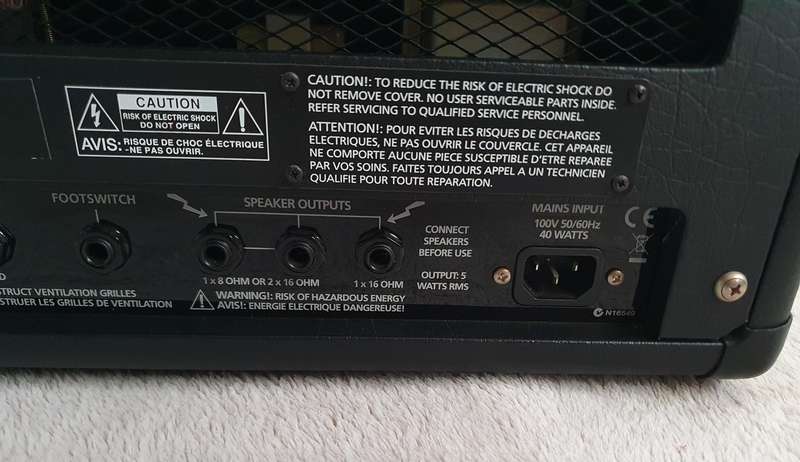 CAUTION
RISK OF ELECTRIC SHOCK
DO NOT OPEN
AVIS: RISQUE DE CHOC ÉLECTRIQUE
-NE PAS OUVRIR.
CAUTION!: TO REDUCE THE RISK OF ELECTRIC SHOCK DO
NOT REMOVE COVER. NO USER SERVICEABLE PARTS INSIDE.
REFER SERVICING TO QUALIFIED SERVICE PERSONNEL.
ATTENTION!: POUR EVITER LES RISQUES DE DECHARGES
ELECTRIQUES, NE PAS OUVRIR LE COUVERCLE. CET APPAREIL
NE COMPORTE AUCUNE PIECE SUSCEPTIBLE D'ETRE REPAREE
PAR VOS SOINS. FAITES TOUJOURS APPEL A UN TECHNICIEN
QUALIFIE POUR TOUTE REPARATION.
FOOTSWITCH
SPEAKER OUTPUTS
CONNECT
SPEAKERS
BEFORE USE
MAINS INPUT
100V 50/60Hz
40 WATTS
CE
1 x 8 OHM OR 2 x 16 OHM
1 x 16 OHM
OUTPUT: 5
WATTS RMS
D
STRUCT VENTILATION GRILLES
STRUER LES GRILLES DE VENTILATION
WARNING!: RISK OF HAZARDOUS ENERGY
AVIS!: ENERGIE ELECTRIQUE DANGEREUSE!
N16649